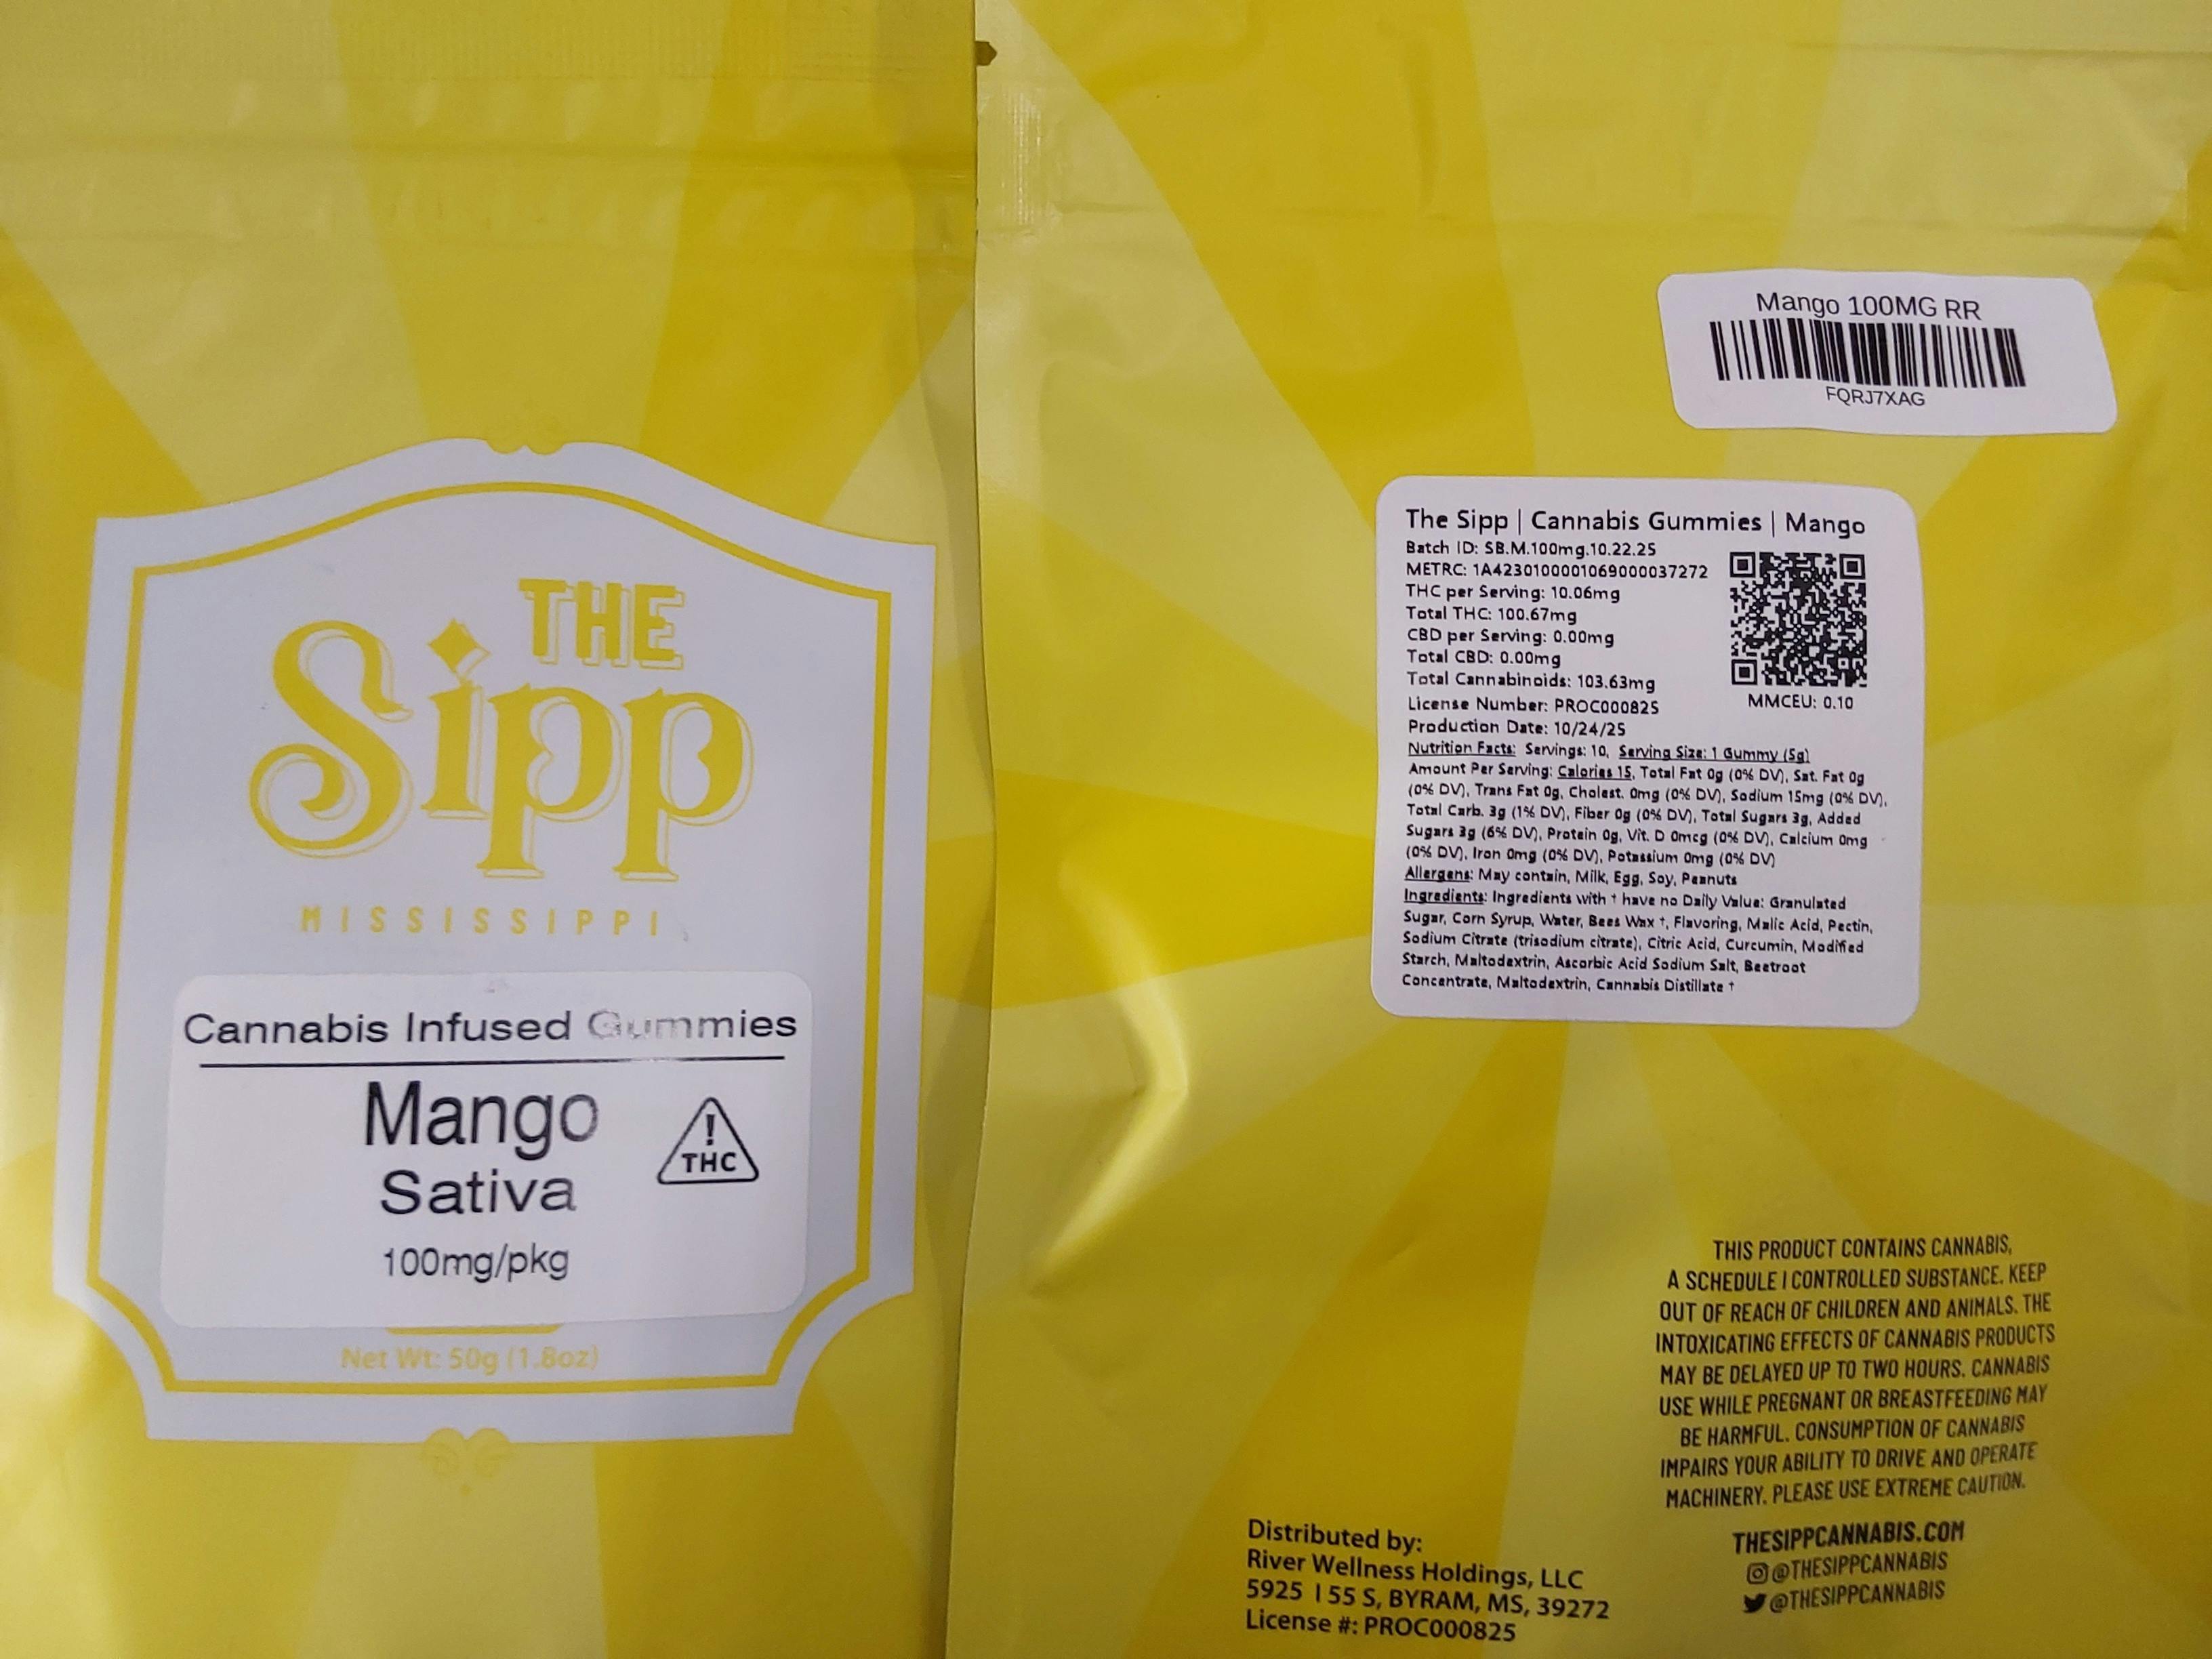 THE
Sipp
MISSISSIPPI
Cannabis Infused Gummies
Mango
Sativa
!
THC
100mg/pkg
Net Wt: 50g (1.8oz)
Mango 100MG RR
FQRJ7XAG
The Sipp | Cannabis Gummies | Mango
Batch ID: SB.M.100mg.10.22.25
METRC: 1A4230100001069000037272
THC per Serving: 10.06mg
Total THC: 100.67mg
CBD per Serving: 0.00mg
Total CBD: 0.00mg
Total Cannabinoids: 103.63mg
MMCEU: 0.10
License Number: PROC000825
Production Date: 10/24/25
Nutrition Facts: Servings: 10, Serving Size: 1 Gummy (5g)
Amount Per Serving: Calories 15, Total Fat 0g (0% DV), Sat. Fat 0g
(0% DV), Trans Fat 0g, Cholest. 0mg (0% DV), Sodium 15mg (0% DV),
Total Carb. 3g (1% DV), Fiber 0g (0% DV), Total Sugars 3g, Added
Sugars 3g (6% DV), Protein 0g, Vit. D 0mcg (0% DV), Calcium 0mg
(0% DV), Iron 0mg (0% DV), Potassium 0mg (0% DV)
Allergens: May contain, Milk, Egg, Soy, Peanuts
Ingredients: Ingredients with † have no Daily Value: Granulated
Sugar, Corn Syrup, Water, Bees Wax †, Flavoring, Malic Acid, Pectin,
Sodium Citrate (trisodium citrate), Citric Acid, Curcumin, Modified
Starch, Maltodextrin, Ascorbic Acid Sodium Salt, Beetroot
Concentrate, Maltodextrin, Cannabis Distillate †
THIS PRODUCT CONTAINS CANNABIS,
A SCHEDULE I CONTROLLED SUBSTANCE. KEEP
OUT OF REACH OF CHILDREN AND ANIMALS. THE
INTOXICATING EFFECTS OF CANNABIS PRODUCTS
MAY BE DELAYED UP TO TWO HOURS. CANNABIS
USE WHILE PREGNANT OR BREASTFEEDING MAY
BE HARMFUL. CONSUMPTION OF CANNABIS
IMPAIRS YOUR ABILITY TO DRIVE AND OPERATE
MACHINERY. PLEASE USE EXTREME CAUTION.
THESIPPCANNABIS.COM
@THESIPPCANNABIS
@THESIPPCANNABIS
Distributed by:
River Wellness Holdings, LLC
5925 I 55 S, BYRAM, MS, 39272
License #: PROC000825